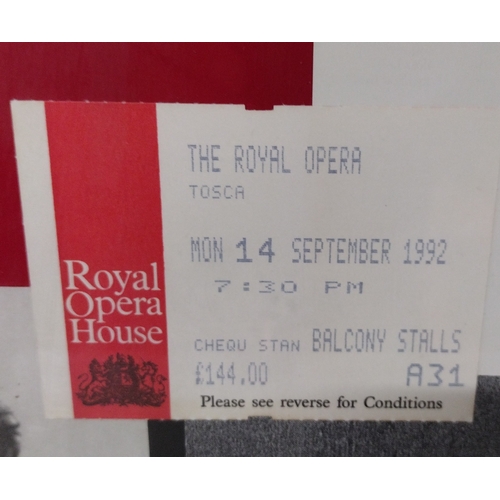 THE ROYAL OPERA
TOSCA
MON 14 SEPTEMBER 1992
7:30 PM
CHEQU STAN BALCONY STALLS
£144.00 A31
Please see reverse for Conditions
Royal
Opera
House